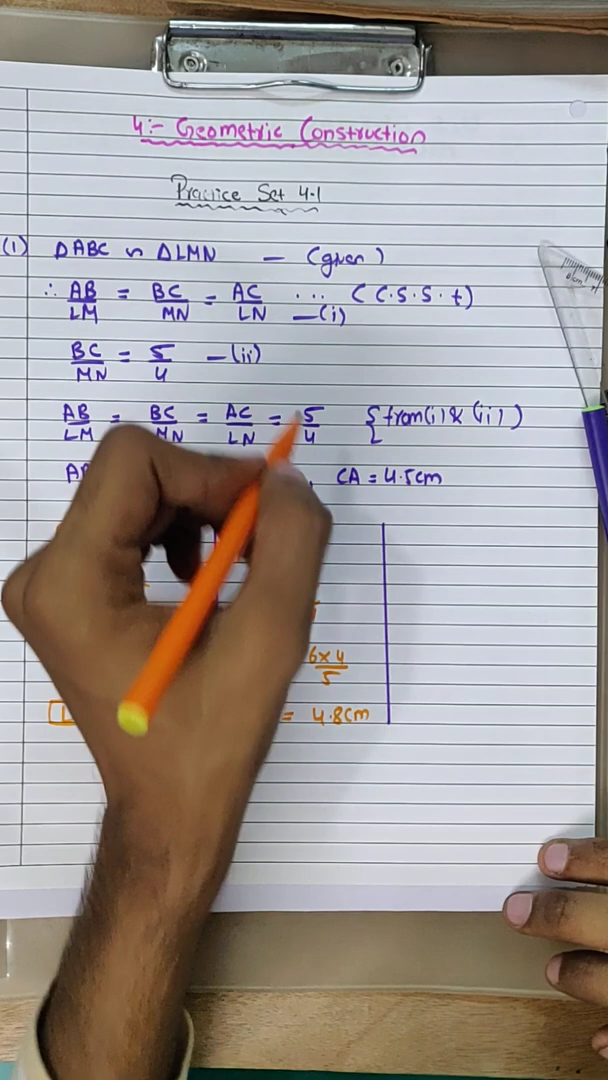 4:- Geometric Construction
Practice Set 4.1
(1) ΔABC ∽ ΔLMN — (given)
∴ AB/LM = BC/MN = AC/LN ... (C.S.S.t) —(i)
BC/MN = 5/4 —(ii)
AB/LM = BC/MN = AC/LN = 5/4 {from(i) & (ii))
CA = 4.5cm
6×4/5
= 4.8cm